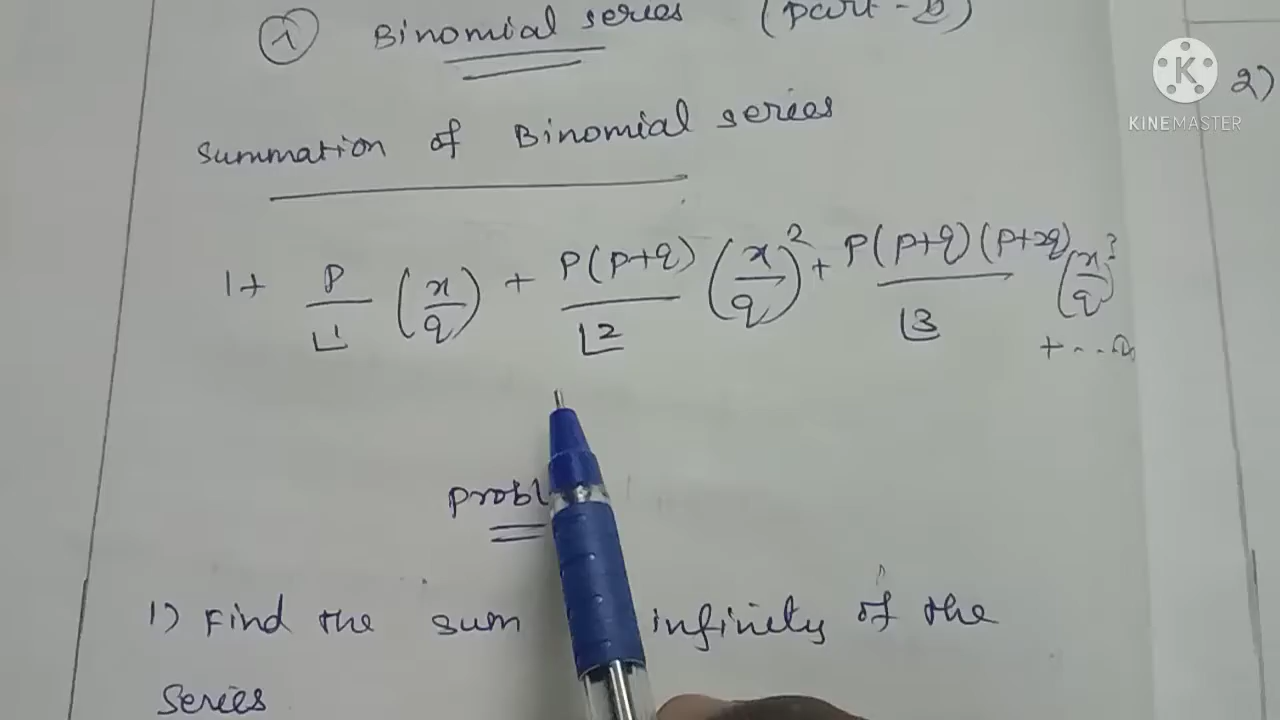 ① Binomial series (part-B)
K
KINEMASTER
2)
Summation of Binomial series
1+ P/⌊1 (x/q) + P(P+q)/⌊2 (x/q)² + P(P+q)(P+2q)/⌊3 (x/q)³
+...∞
Probl
1) Find the sum infinity of the
series